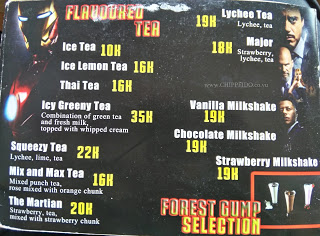 FLAVOURED
TEA
Ice Tea 10K
Ice Lemon Tea 16K
Thai Tea 16K
Icy Greeny Tea 35K
Combination of green tea
and fresh milk,
topped with whipped cream
Squeezy Tea 22K
Lychee, lime, tea
Mix and Max Tea 16K
Mixed punch tea,
rose mixed with orange chunk
The Martian 20K
Strawberry, tea,
mixed with strawberry chunk
Lychee Tea
19K
Lychee, tea
Major
18K
Strawberry,
lychee, tea
Vanilla Milkshake
19K
Chocolate Milkshake
19K
Strawberry Milkshake
19K
FOREST GUMP
SELECTION